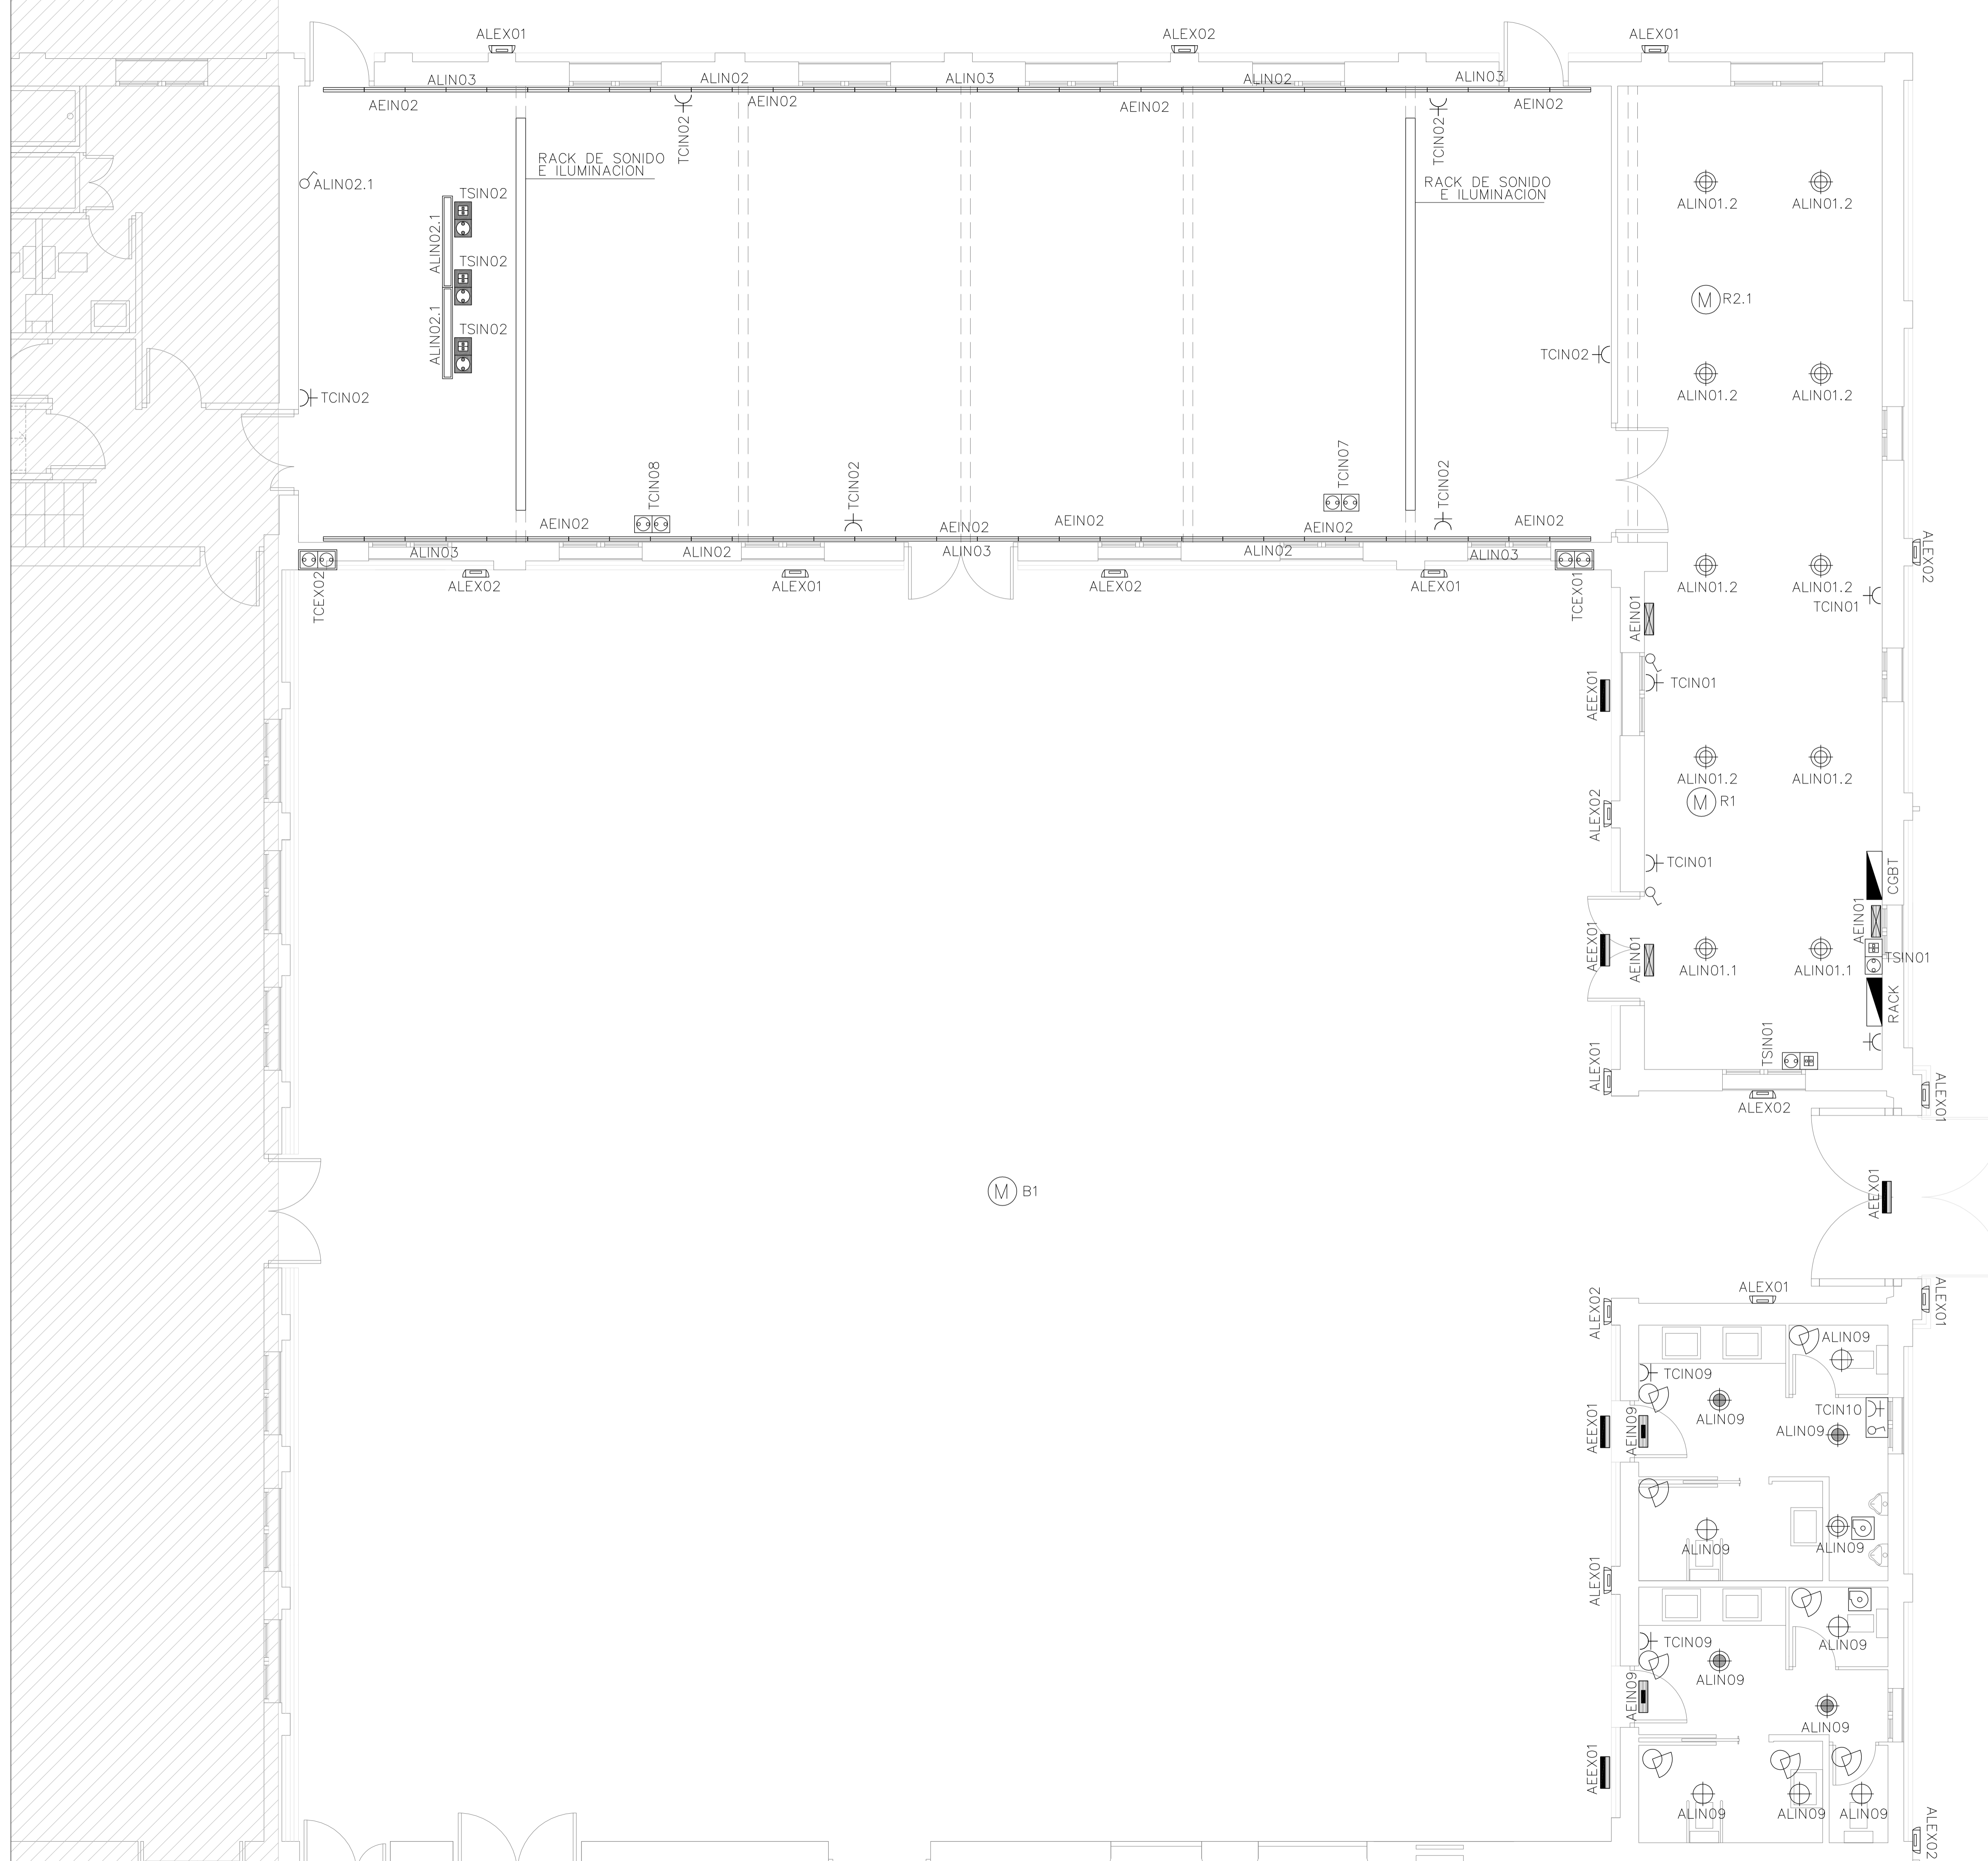 ALEX01
ALEX02
ALEX01
ALIN03
ALIN02
ALIN03
ALIN02
ALIN03
AEIN02
AEIN02
AEIN02
AEIN02
TCIN02
TCIN02
RACK DE SONIDO
E ILUMINACION
RACK DE SONIDO
E ILUMINACION
ALIN02.1
TSIN02
ALIN02.1
TSIN02
ALIN02.1
TSIN02
ALIN01.2
ALIN01.2
M
R2.1
TCIN02
TCIN02
ALIN01.2
ALIN01.2
TCIN08
TCIN02
TCIN07
TCIN02
AEIN02
AEIN02
AEIN02
AEIN02
AEIN02
ALIN03
ALIN02
ALIN03
ALIN02
ALIN03
TCEX02
ALEX02
ALEX01
ALEX02
ALEX01
TCEX01
ALEX02
ALIN01.2
ALIN01.2
TCIN01
AEIN01
TCIN01
AEEX01
ALIN01.2
ALIN01.2
M
R1
ALEX02
TCIN01
CGBT
AEIN01
AEEX01
AEIN01
TSIN01
ALIN01.1
ALIN01.1
RACK
TSIN01
ALEX01
ALEX02
ALEX01
M
B1
AEEX01
ALEX01
ALEX02
ALEX01
ALIN09
TCIN09
ALIN09
TCIN10
ALIN09
AEEX01
AEIN09
ALIN09
ALIN09
ALEX01
TCIN09
ALIN09
ALIN09
AEIN09
ALIN09
AEEX01
ALIN09
ALIN09
ALIN09
ALEX02